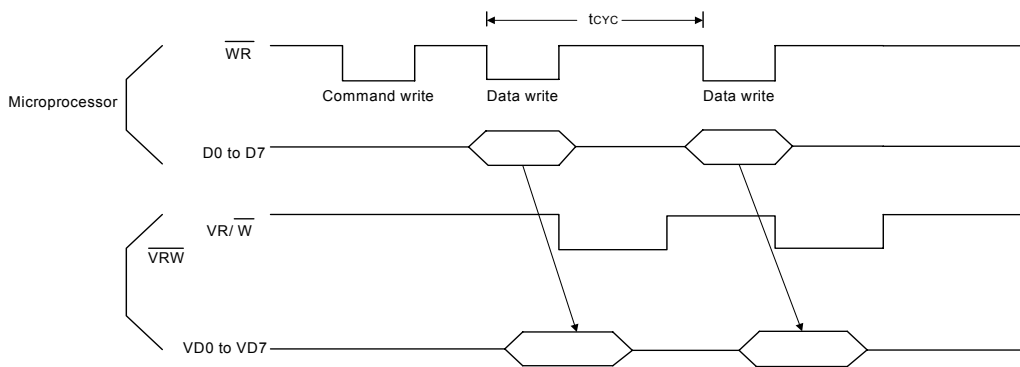 tCYC
WR
Command write
Data write
Data write
Microprocessor
D0 to D7
VR/ W
VRW
VD0 to VD7